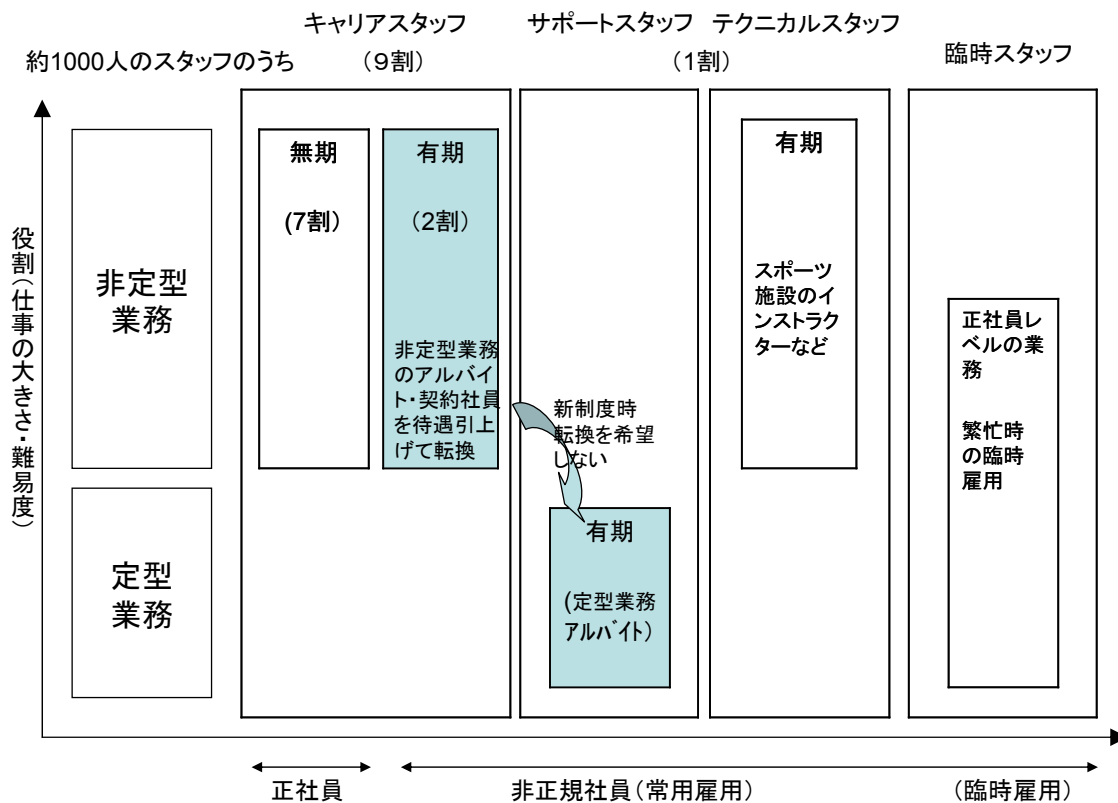 キャリアスタッフ
（９割）
サポートスタッフ
テクニカルスタッフ
（1割）
臨時スタッフ
約1000人のスタッフのうち
役割（仕事の大きさ・難易度）
非定型
業務
定型
業務
無期
(7割）
有期
（2割）
非定型業務
のアルバイ
ト・契約社員
を待遇引上
げて転換
新制度時
転換を希望
しない
有期
(定型業務
アルバイト）
有期
スポーツ
施設のイ
ンストラク
ターなど
正社員レ
ベルの業
務
繁忙時
の臨時
雇用
正社員
非正規社員（常用雇用）
（臨時雇用）